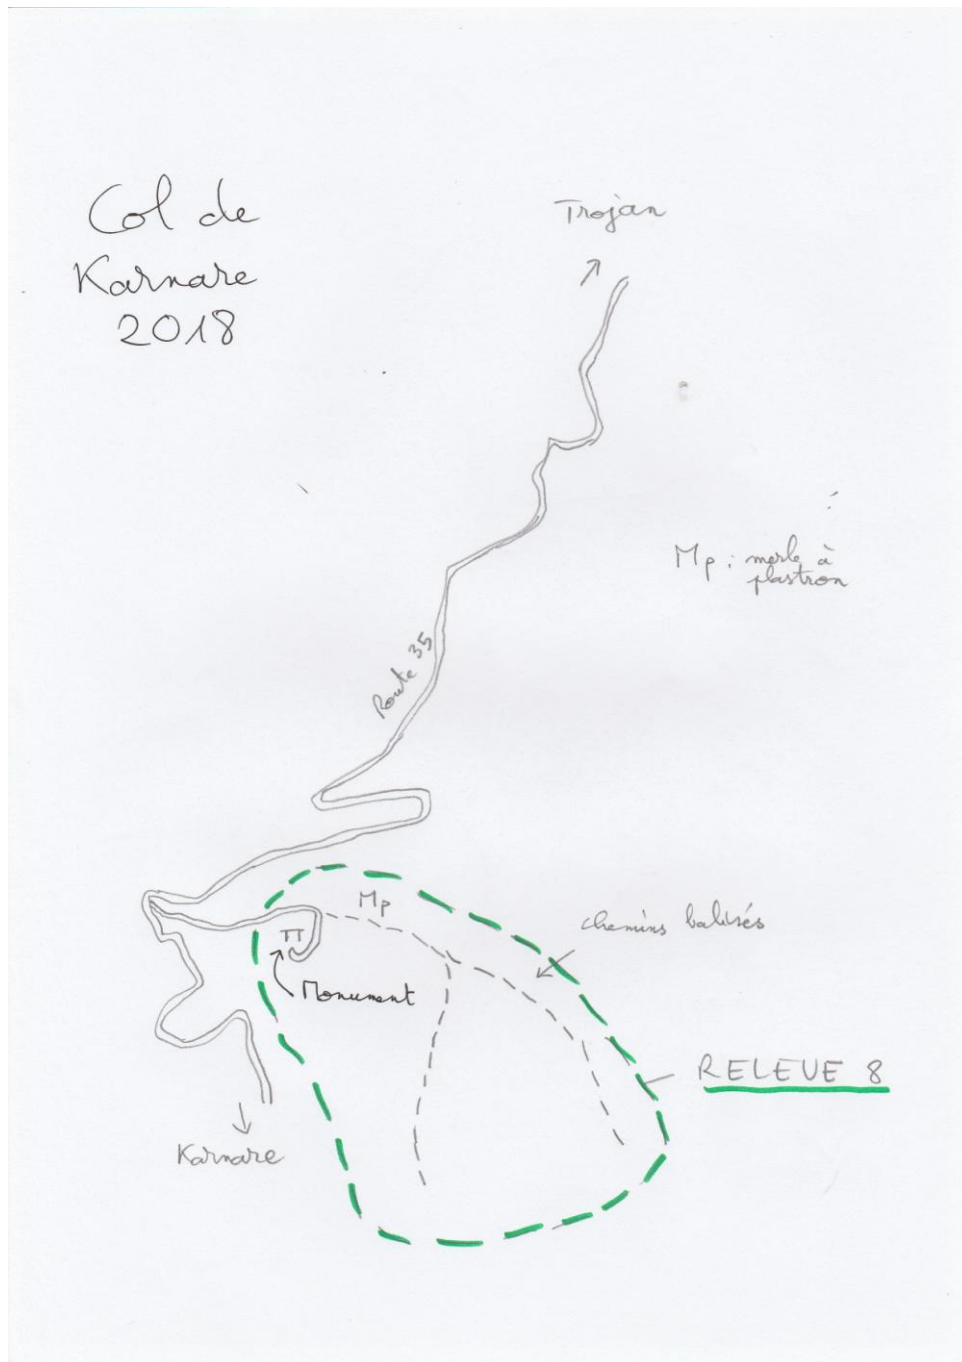 Col de
Karnare
2018
Trojan
Mp : merle à
plastron
Route 35
Mp
chemins balisés
Π
Monument
RELEVE 8
Karnare